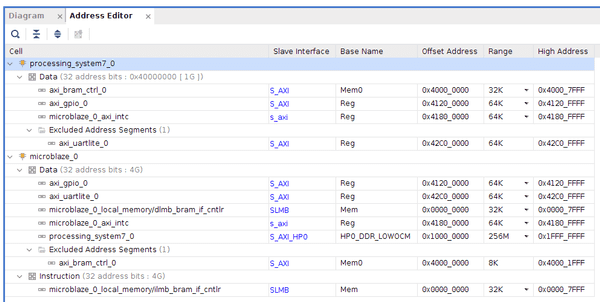 Diagram × Address Editor ×
Cell Slave Interface Base Name Offset Address Range High Address
processing_system7_0
Data (32 address bits : 0x40000000 [ 1G ])
axi_bram_ctrl_0 S_AXI Mem0 0x4000_0000 32K 0x4000_7FFF
axi_gpio_0 S_AXI Reg 0x4120_0000 64K 0x4120_FFFF
microblaze_0_axi_intc s_axi Reg 0x4180_0000 64K 0x4180_FFFF
Excluded Address Segments (1)
axi_uartlite_0 S_AXI Reg 0x42C0_0000 64K 0x42C0_FFFF
microblaze_0
Data (32 address bits : 4G)
axi_gpio_0 S_AXI Reg 0x4120_0000 64K 0x4120_FFFF
axi_uartlite_0 S_AXI Reg 0x42C0_0000 64K 0x42C0_FFFF
microblaze_0_local_memory/dlmb_bram_if_cntlr SLMB Mem 0x0000_0000 32K 0x0000_7FFF
microblaze_0_axi_intc s_axi Reg 0x4180_0000 64K 0x4180_FFFF
processing_system7_0 S_AXI_HP0 HP0_DDR_LOWOCM 0x1000_0000 256M 0x1FFF_FFFF
Excluded Address Segments (1)
axi_bram_ctrl_0 S_AXI Mem0 0x4000_0000 8K 0x4000_1FFF
Instruction (32 address bits : 4G)
microblaze_0_local_memory/ilmb_bram_if_cntlr SLMB Mem 0x0000_0000 32K 0x0000_7FFF